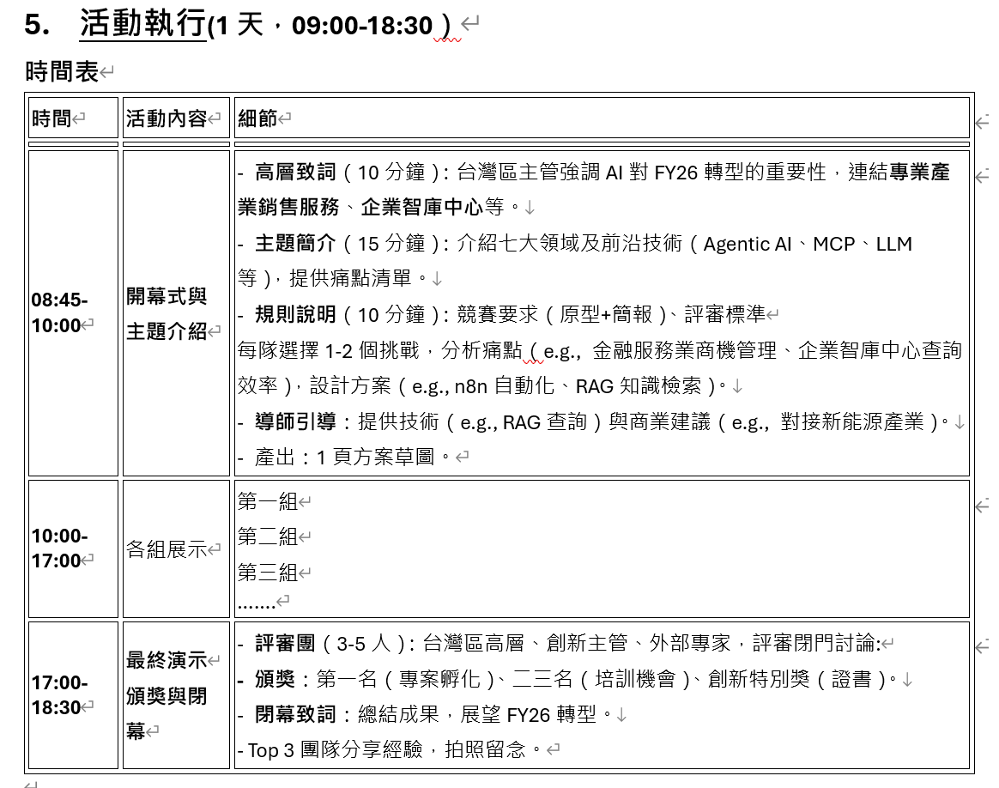 5. 活動執行(1 天，09:00-18:30）
時間表
時間
活動內容
細節
08:45-
10:00
開幕式與
主題介紹
- 高層致詞（10 分鐘）：台灣區主管強調 AI 對 FY26 轉型的重要性，連結專業產
業銷售服務、企業智庫中心等。
- 主題簡介（15 分鐘）：介紹七大領域及前沿技術（Agentic AI、MCP、LLM
等），提供痛點清單。
- 規則說明（10 分鐘）：競賽要求（原型+簡報）、評審標準
每隊選擇 1-2 個挑戰，分析痛點（e.g., 金融服務業商機管理、企業智庫中心查詢
效率），設計方案（e.g., n8n 自動化、RAG 知識檢索）。
- 導師引導：提供技術（e.g., RAG 查詢）與商業建議（e.g., 對接新能源產業）。
- 產出：1 頁方案草圖。
10:00-
17:00
各組展示
第一組
第二組
第三組
…….
17:00-
18:30
最終演示
頒獎與閉
幕
- 評審團（3-5 人）：台灣區高層、創新主管、外部專家，評審閉門討論:
- 頒獎：第一名（專案孵化）、二三名（培訓機會）、創新特別獎（證書）。
- 閉幕致詞：總結成果，展望 FY26 轉型。
- Top 3 團隊分享經驗，拍照留念。